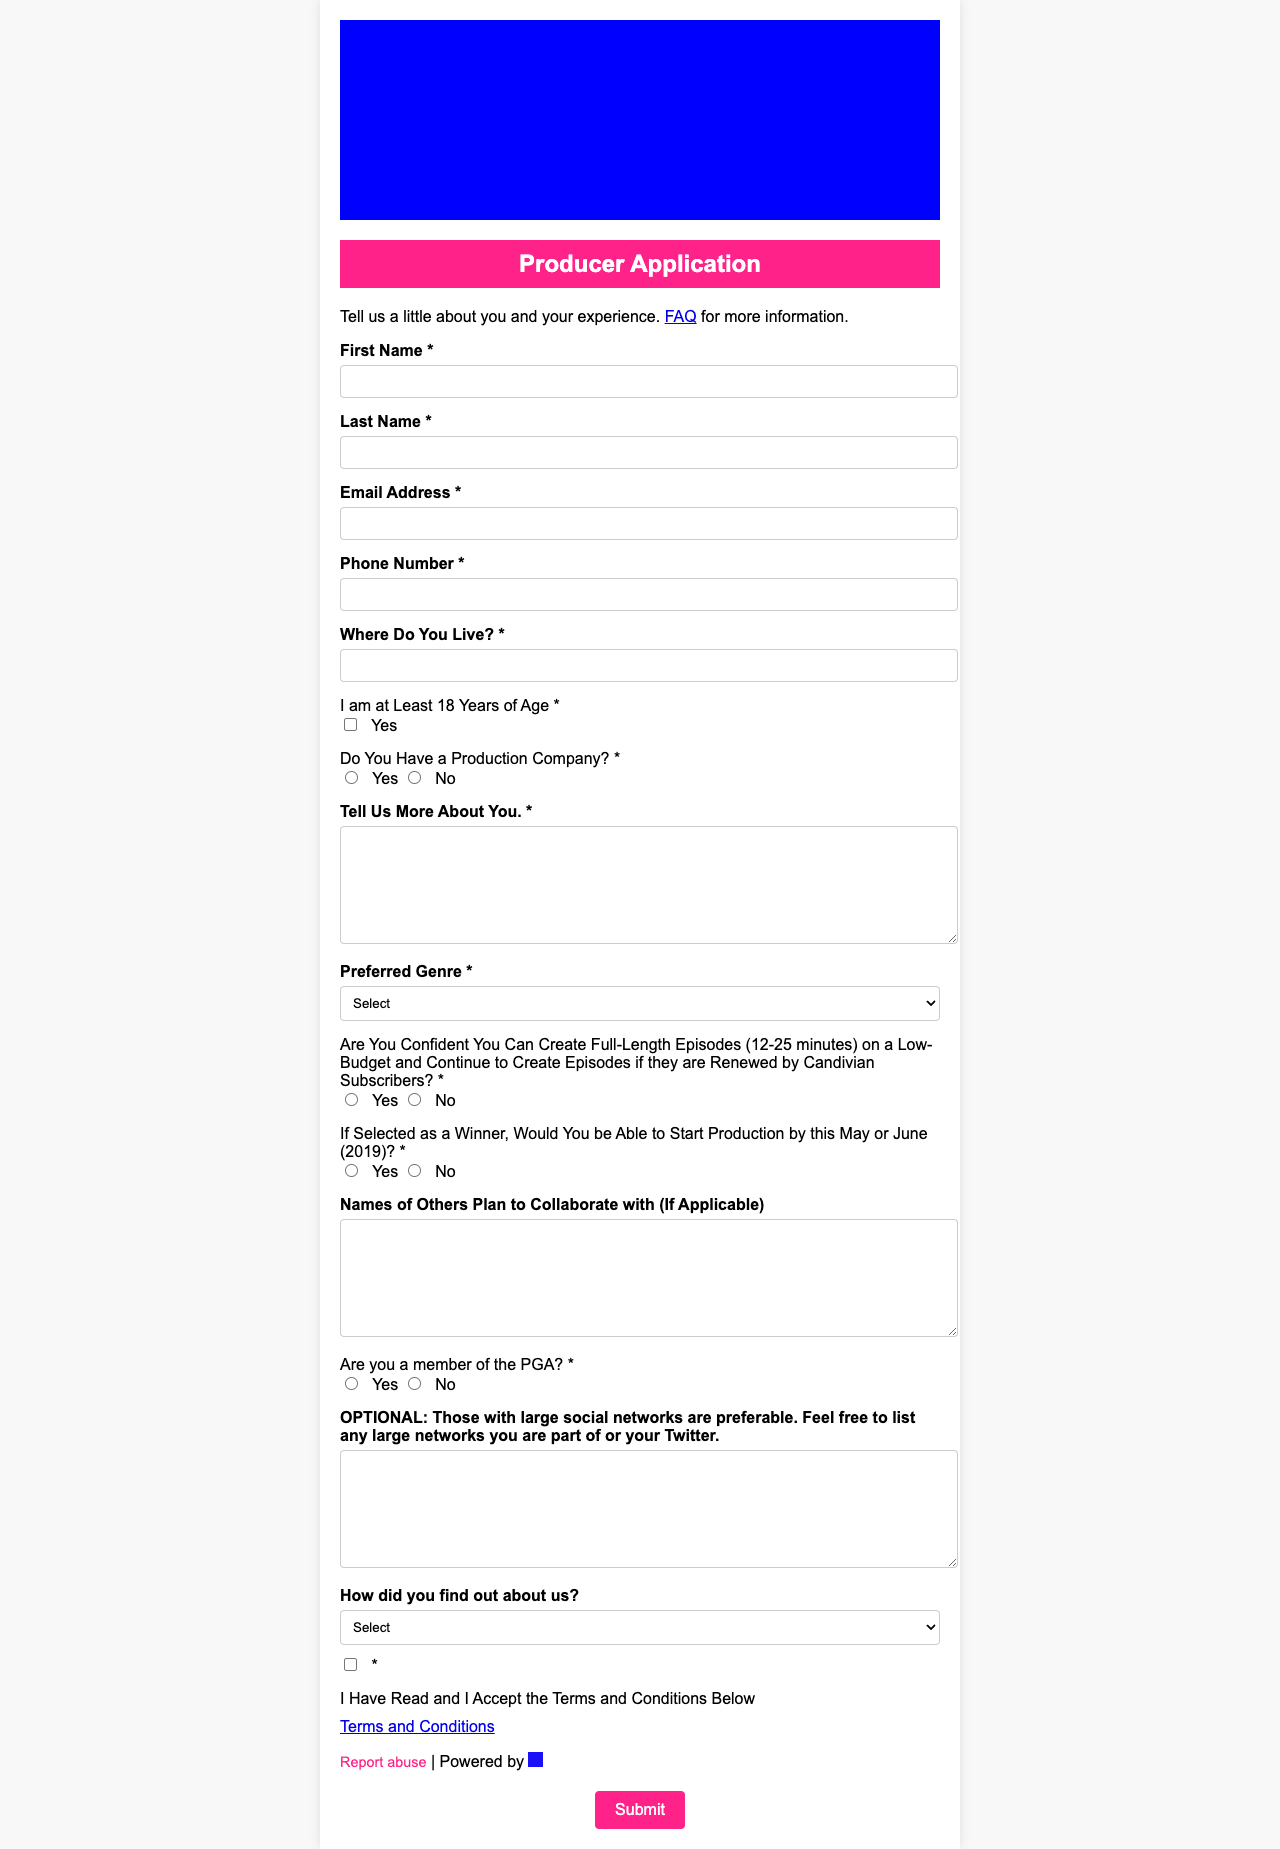 Producer Application
Tell us a little about you and your experience. FAQ for more information.
First Name *
Last Name *
Email Address *
Phone Number *
Where Do You Live? *
I am at Least 18 Years of Age *
Yes
Do You Have a Production Company? *
Yes No
Tell Us More About You. *
Preferred Genre *
Select
Are You Confident You Can Create Full-Length Episodes (12-25 minutes) on a Low-
Budget and Continue to Create Episodes if they are Renewed by Candivian
Subscribers? *
Yes No
If Selected as a Winner, Would You be Able to Start Production by this May or June
(2019)? *
Yes No
Names of Others Plan to Collaborate with (If Applicable)
Are you a member of the PGA? *
Yes No
OPTIONAL: Those with large social networks are preferable. Feel free to list
any large networks you are part of or your Twitter.
How did you find out about us?
Select
*
I Have Read and I Accept the Terms and Conditions Below
Terms and Conditions
Report abuse | Powered by
Submit